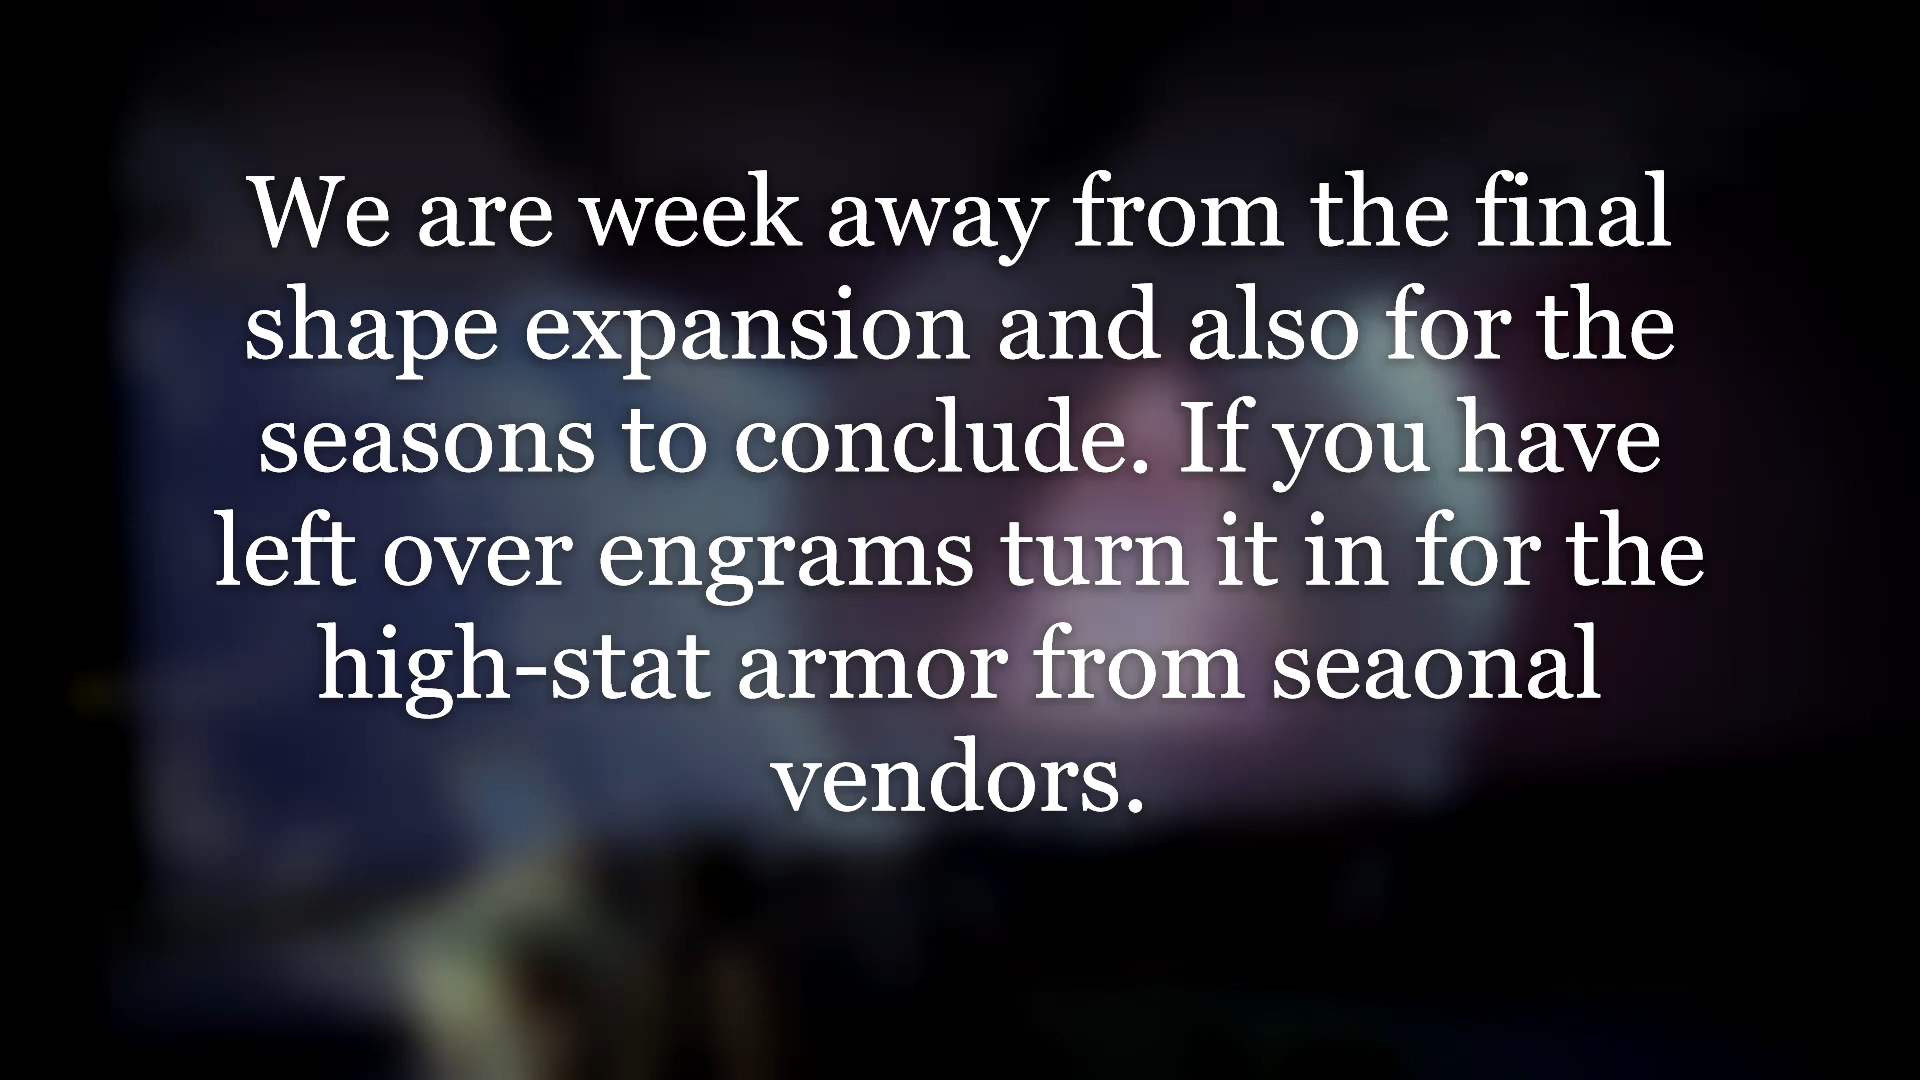 We are week away from the final
shape expansion and also for the
seasons to conclude. If you have
left over engrams turn it in for the
high-stat armor from seaonal
vendors.